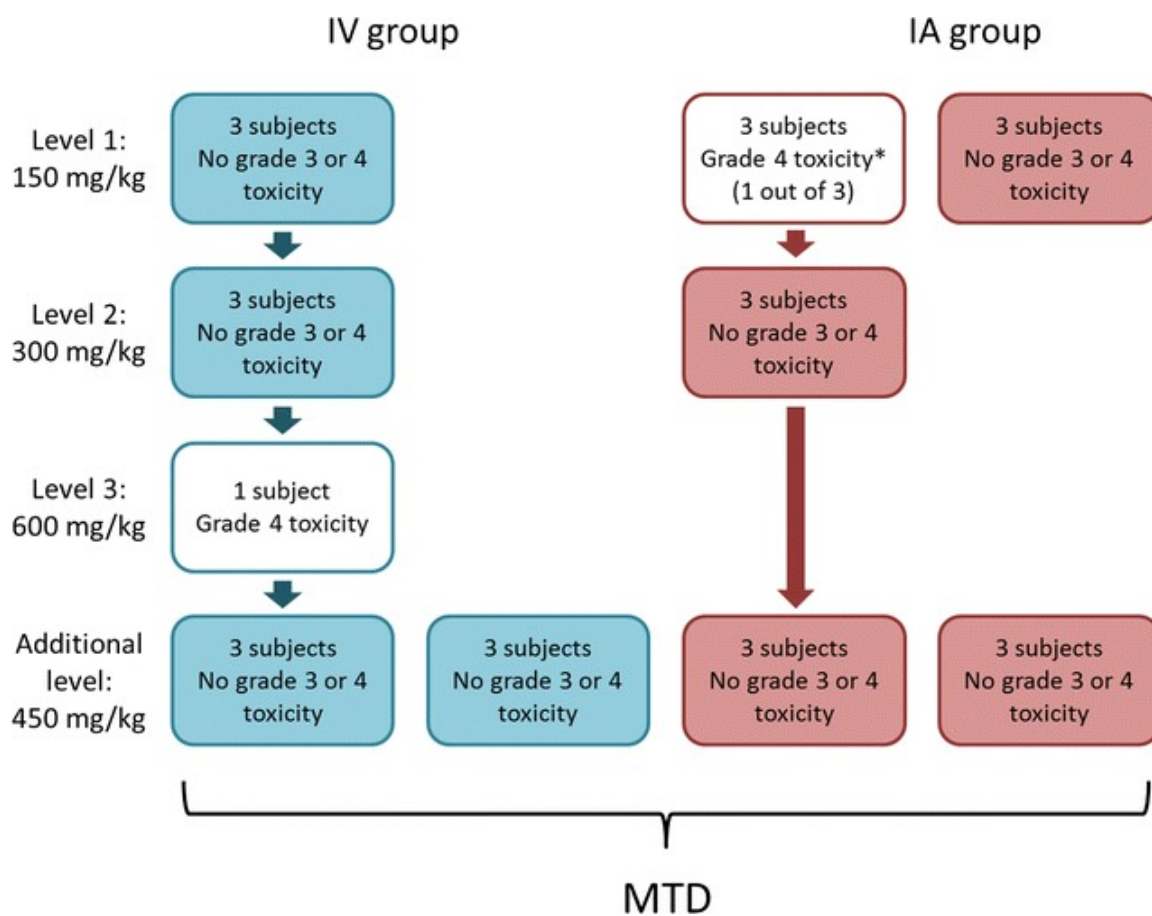 IV group
IA group
Level 1:
150 mg/kg
3 subjects
No grade 3 or 4
toxicity
3 subjects
Grade 4 toxicity*
(1 out of 3)
3 subjects
No grade 3 or 4
toxicity
Level 2:
300 mg/kg
3 subjects
No grade 3 or 4
toxicity
3 subjects
No grade 3 or 4
toxicity
Level 3:
600 mg/kg
1 subject
Grade 4 toxicity
Additional
level:
450 mg/kg
3 subjects
No grade 3 or 4
toxicity
3 subjects
No grade 3 or 4
toxicity
3 subjects
No grade 3 or 4
toxicity
3 subjects
No grade 3 or 4
toxicity
MTD